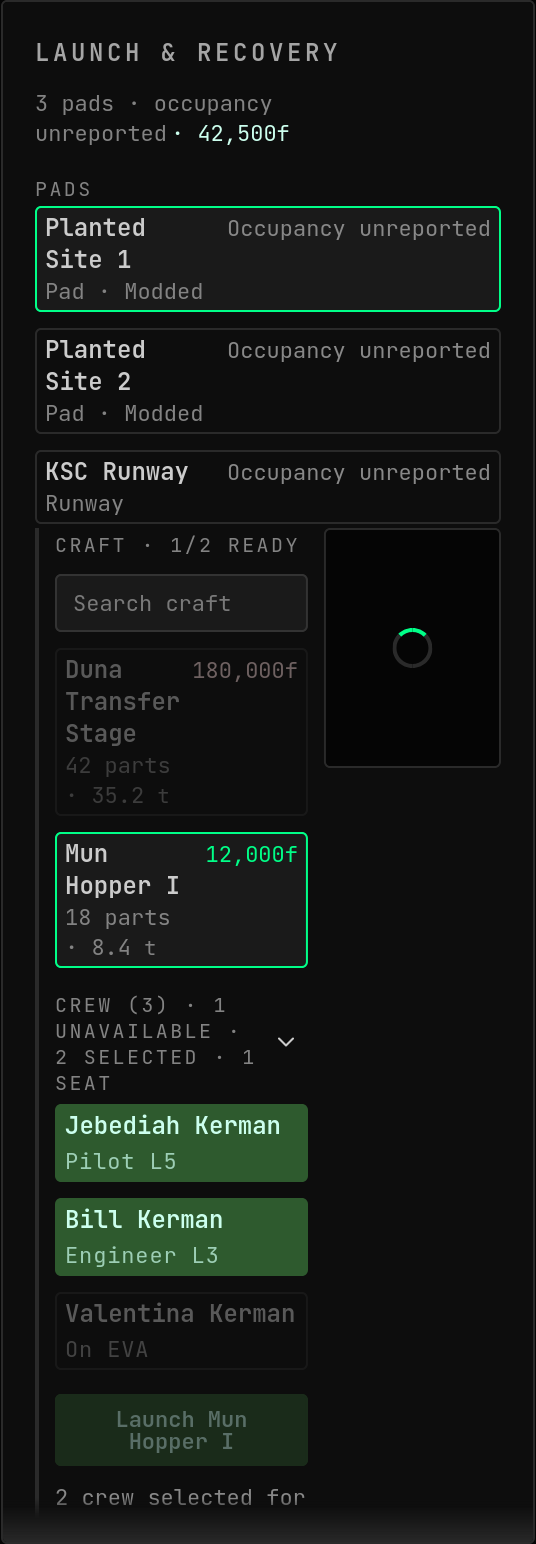 LAUNCH & RECOVERY
3 pads · occupancy
unreported · 42,500f
PADS
Planted Occupancy unreported
Site 1
Pad · Modded
Planted Occupancy unreported
Site 2
Pad · Modded
KSC Runway Occupancy unreported
Runway
CRAFT · 1/2 READY
Search craft
Duna 180,000f
Transfer
Stage
42 parts
· 35.2 t
Mun 12,000f
Hopper I
18 parts
· 8.4 t
CREW (3) · 1
UNAVAILABLE ·
2 SELECTED · 1
SEAT
Jebediah Kerman
Pilot L5
Bill Kerman
Engineer L3
Valentina Kerman
On EVA
Launch Mun
Hopper I
2 crew selected for